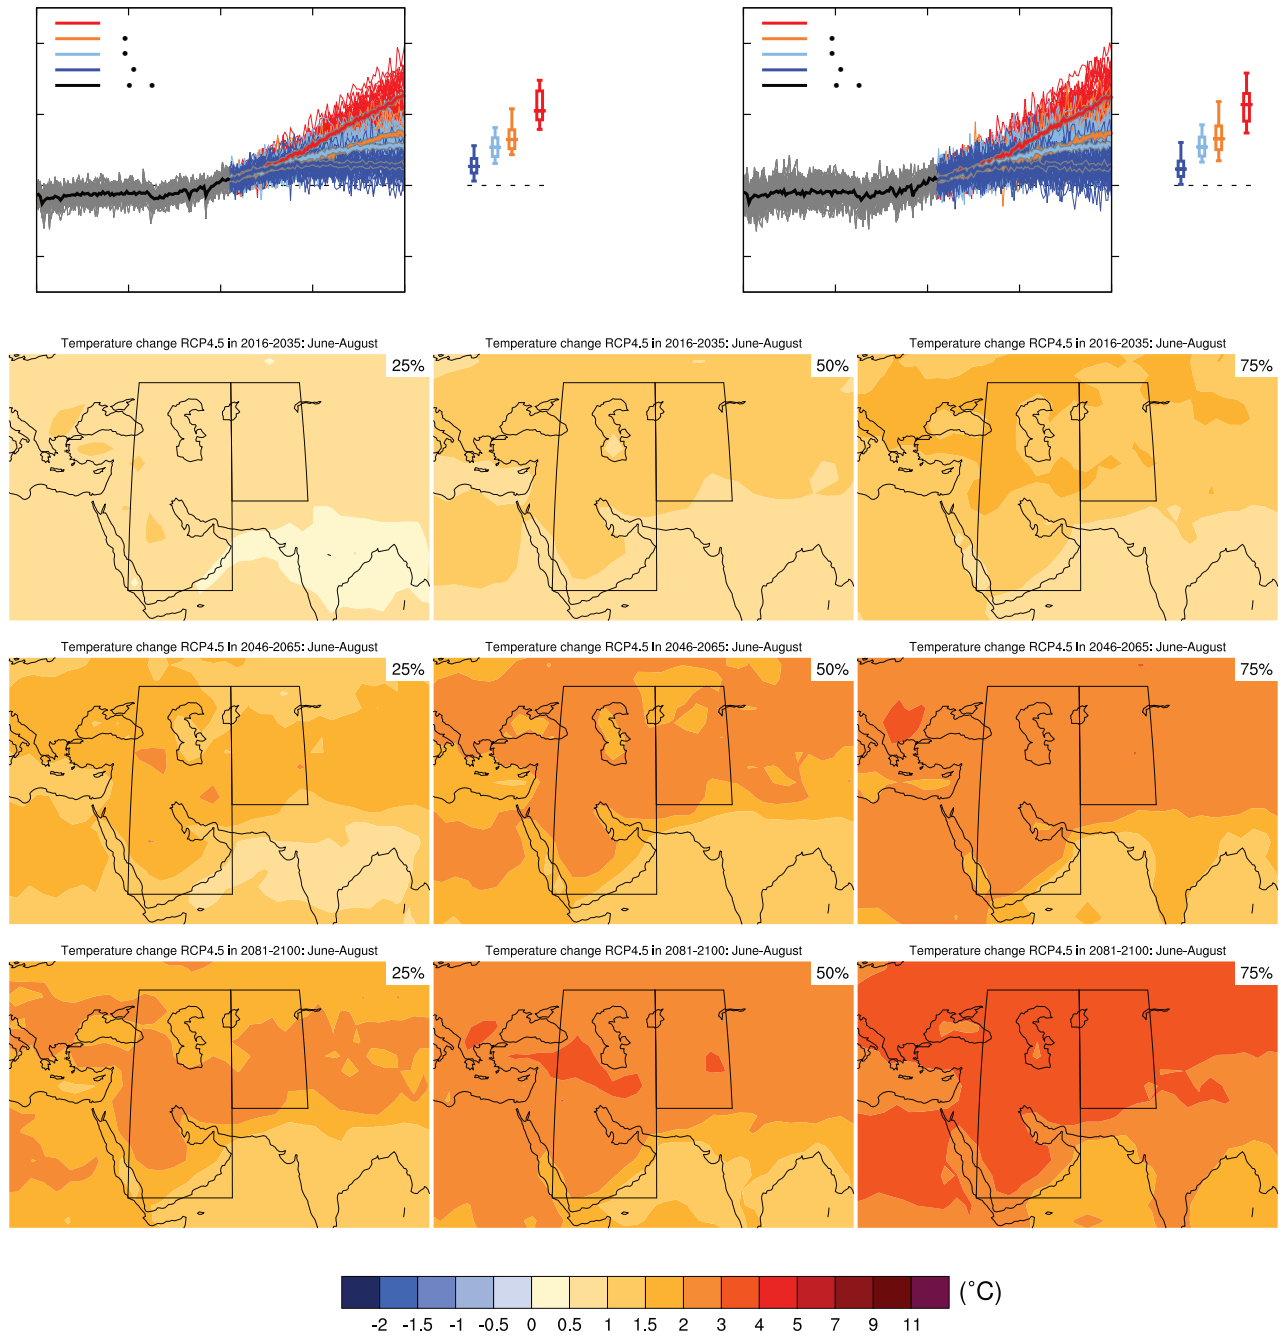 Temperature change RCP4.5 in 2016-2035: June-August
25%
Temperature change RCP4.5 in 2016-2035: June-August
50%
Temperature change RCP4.5 in 2016-2035: June-August
75%
Temperature change RCP4.5 in 2046-2065: June-August
25%
Temperature change RCP4.5 in 2046-2065: June-August
50%
Temperature change RCP4.5 in 2046-2065: June-August
75%
Temperature change RCP4.5 in 2081-2100: June-August
25%
Temperature change RCP4.5 in 2081-2100: June-August
50%
Temperature change RCP4.5 in 2081-2100: June-August
75%
(°C)
-2 -1.5 -1 -0.5 0 0.5 1 1.5 2 3 4 5 7 9 11